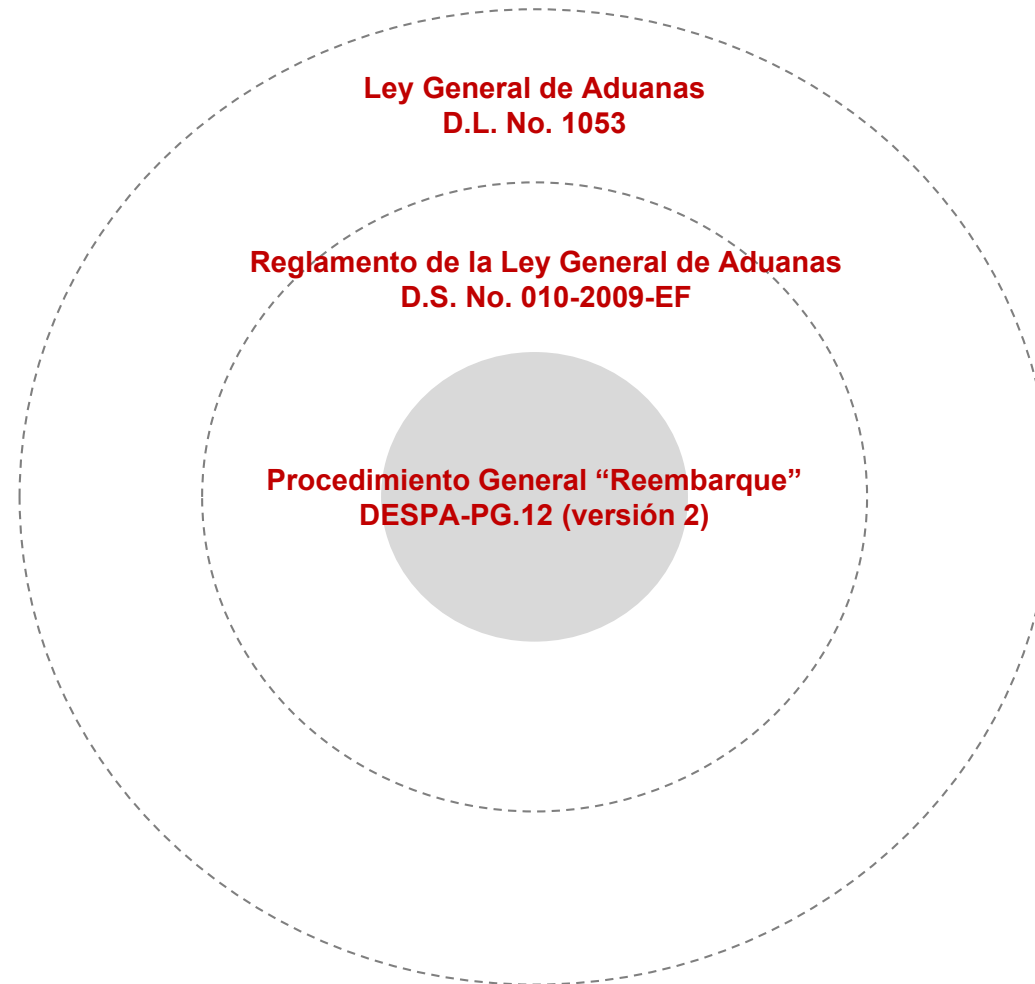 Ley General de Aduanas
D.L. No. 1053
Reglamento de la Ley General de Aduanas
D.S. No. 010-2009-EF
Procedimiento General “Reembarque”
DESPA-PG.12 (versión 2)